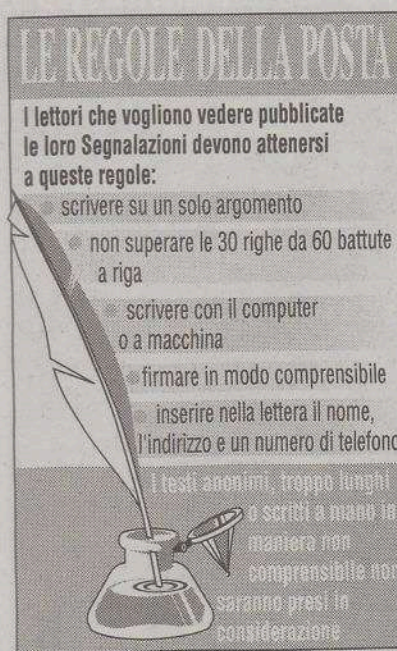 LE REGOLE DELLA POSTA
I lettori che vogliono vedere pubblicate
le loro Segnalazioni devono attenersi
a queste regole:
scrivere su un solo argomento
non superare le 30 righe da 60 battute
a riga
scrivere con il computer
o a macchina
firmare in modo comprensibile
inserire nella lettera il nome,
l'indirizzo e un numero di telefono
I testi anonimi, troppo lunghi
o scritti a mano in
maniera non
comprensibile non
saranno presi in
considerazione